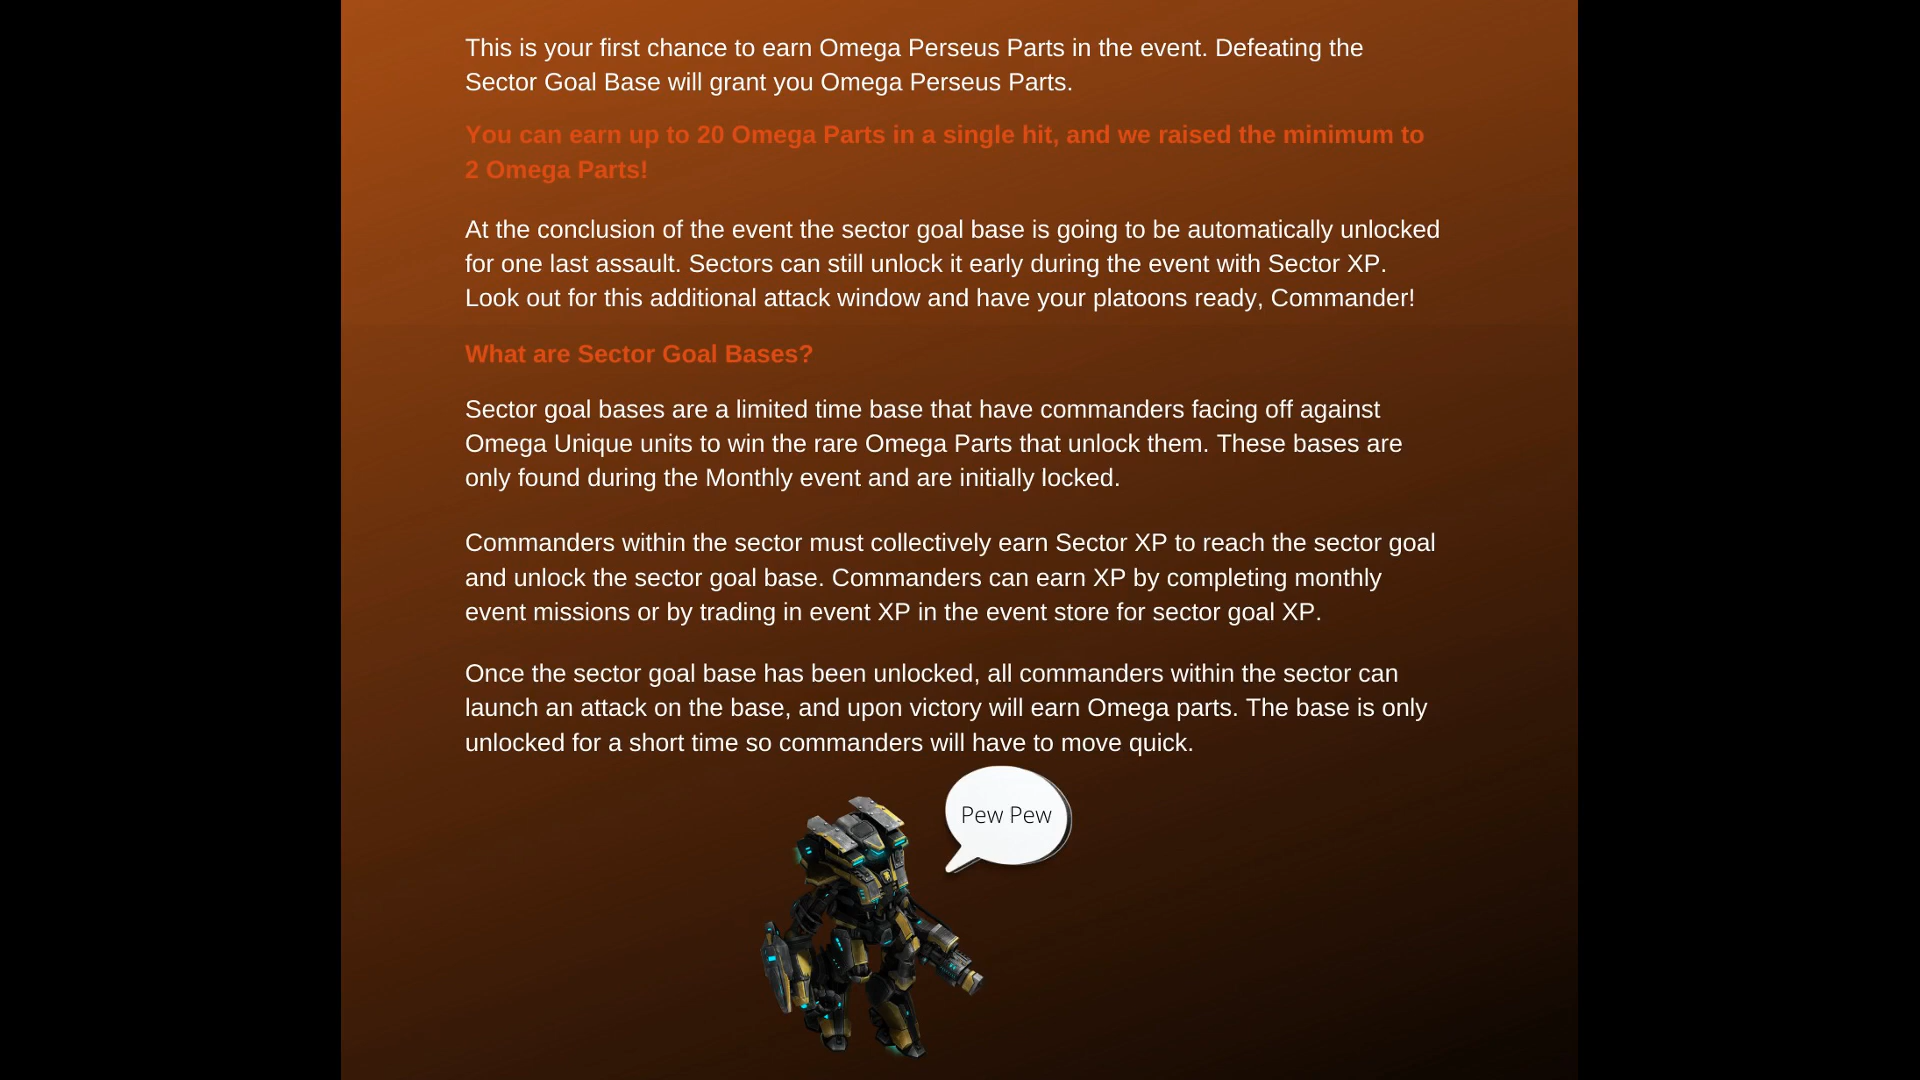 This is your first chance to earn Omega Perseus Parts in the event. Defeating the
Sector Goal Base will grant you Omega Perseus Parts.
You can earn up to 20 Omega Parts in a single hit, and we raised the minimum to
2 Omega Parts!
At the conclusion of the event the sector goal base is going to be automatically unlocked
for one last assault. Sectors can still unlock it early during the event with Sector XP.
Look out for this additional attack window and have your platoons ready, Commander!
What are Sector Goal Bases?
Sector goal bases are a limited time base that have commanders facing off against
Omega Unique units to win the rare Omega Parts that unlock them. These bases are
only found during the Monthly event and are initially locked.
Commanders within the sector must collectively earn Sector XP to reach the sector goal
and unlock the sector goal base. Commanders can earn XP by completing monthly
event missions or by trading in event XP in the event store for sector goal XP.
Once the sector goal base has been unlocked, all commanders within the sector can
launch an attack on the base, and upon victory will earn Omega parts. The base is only
unlocked for a short time so commanders will have to move quick.
Pew Pew